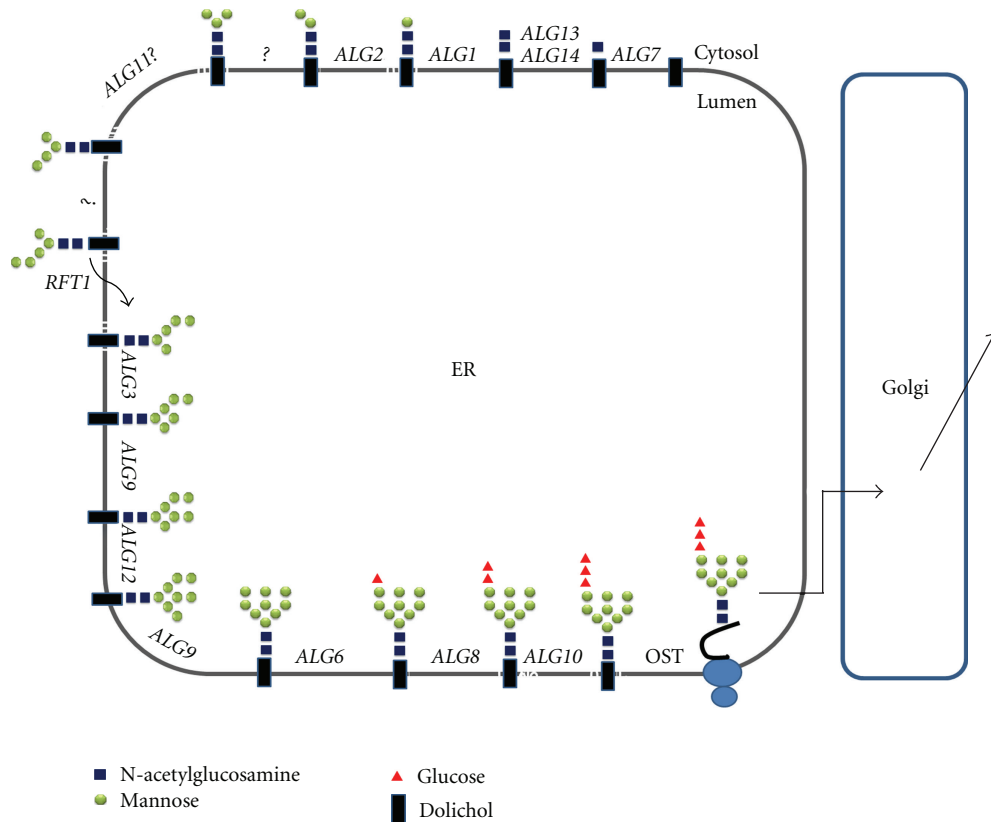 ALG13
ALG11? ? ALG2 ALG1 ALG14 ALG7 Cytosol
Lumen
?
RFT1
ALG3
ER
Golgi
ALG9
ALG12
ALG9 ALG6 ALG8 ALG10 OST
N-acetylglucosamine Glucose
Mannose Dolichol